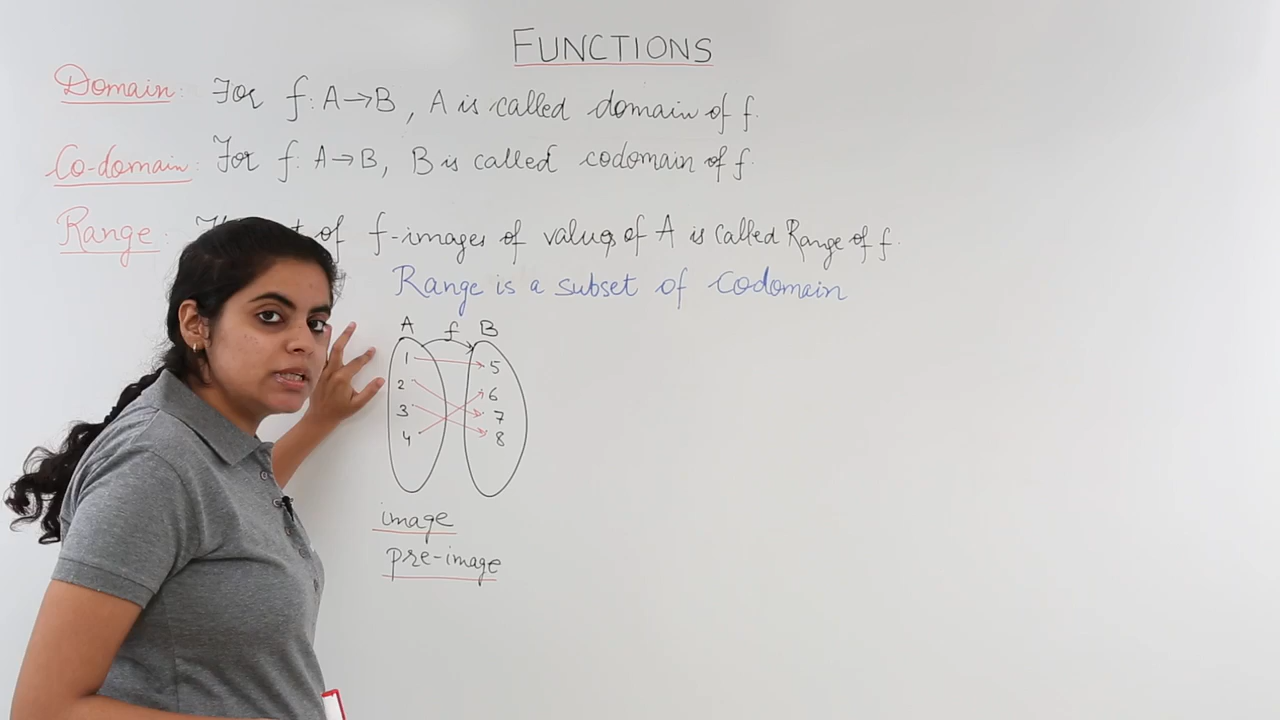 FUNCTIONS
Domain: For f: A→B, A is called domain of f.
Co-domain: For f: A→B, B is called codomain of f.
Range: of f-images of values of A is called Range of f.
Range is a subset of codomain
A f B
1 5
2 6
3 7
4 8
image
pre-image